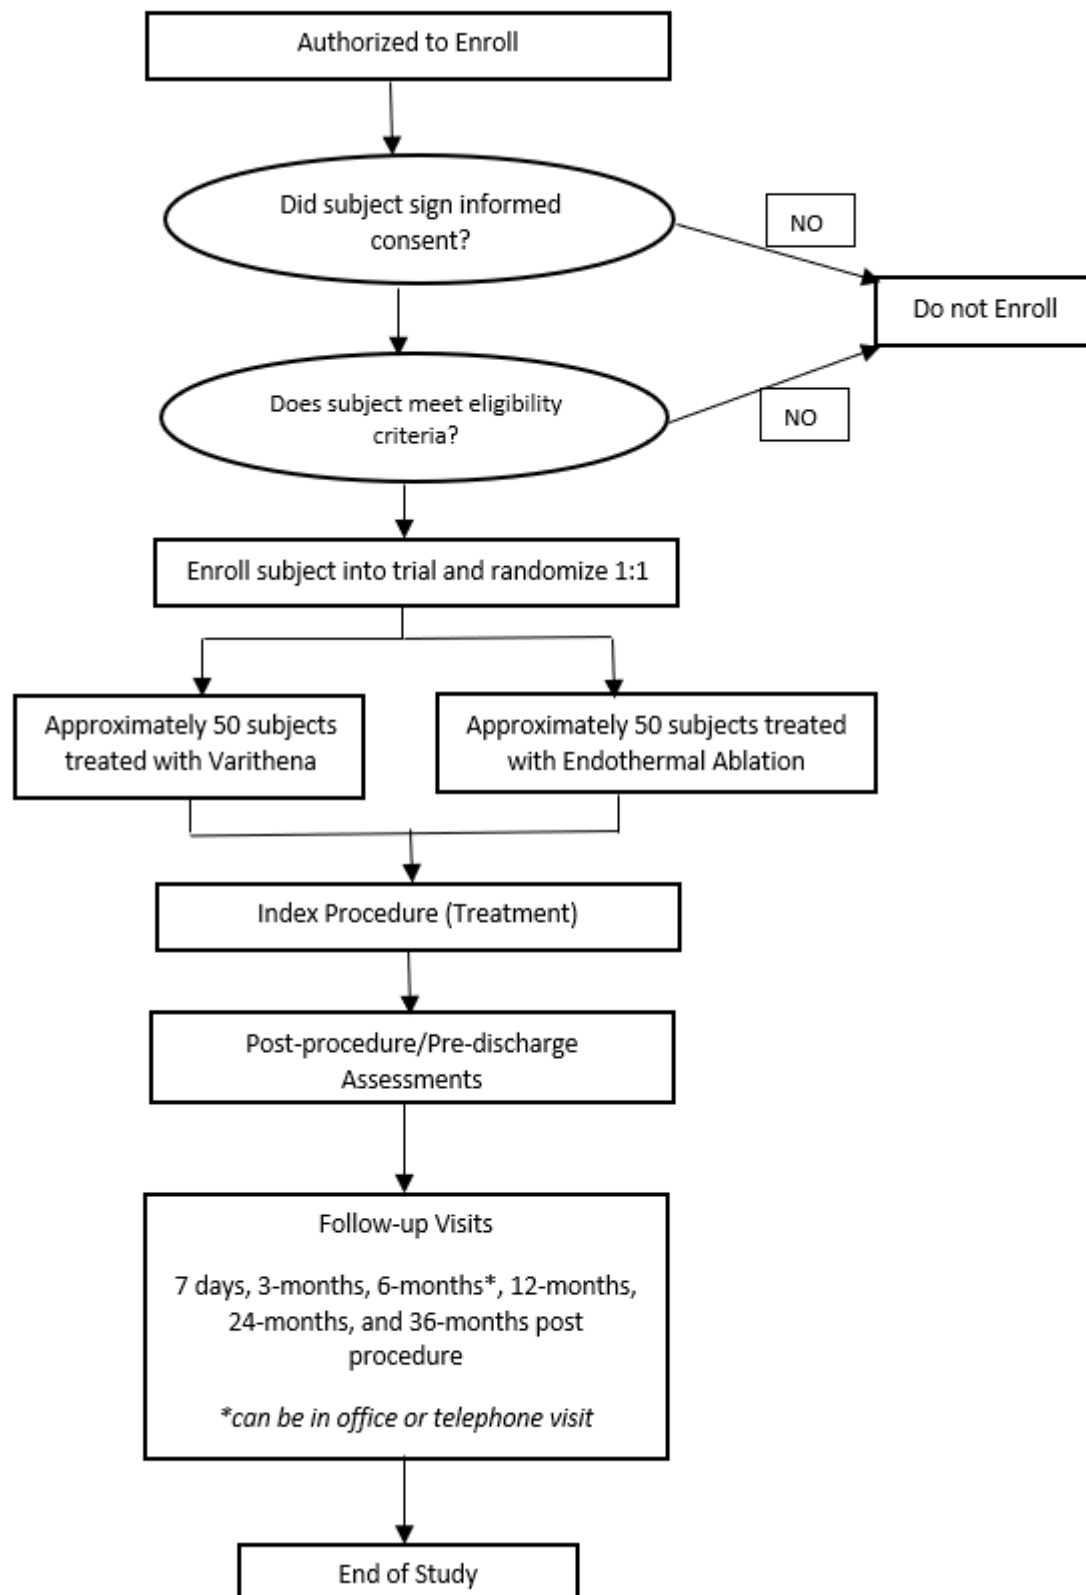 Authorized to Enroll
Did subject sign informed
consent?
NO
Do not Enroll
Does subject meet eligibility
criteria?
NO
Enroll subject into trial and randomize 1:1
Approximately 50 subjects
treated with Varithena
Approximately 50 subjects treated
with Endothermal Ablation
Index Procedure (Treatment)
Post-procedure/Pre-discharge
Assessments
Follow-up Visits
7 days, 3-months, 6-months*, 12-months,
24-months, and 36-months post
procedure
*can be in office or telephone visit
End of Study